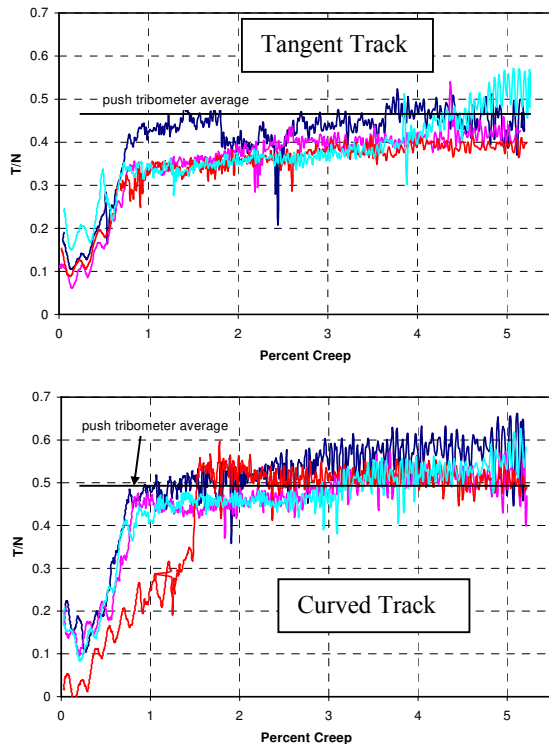 0.7
Tangent Track
0.6
push tribometer average
0.5
0.4
T/N
0.3
0.2
0.1
0
0 1 2 3 4 5
Percent Creep
0.7
push tribometer average
0.6
0.5
0.4
T/N
0.3
0.2
Curved Track
0.1
0
0 1 2 3 4 5
Percent Creep